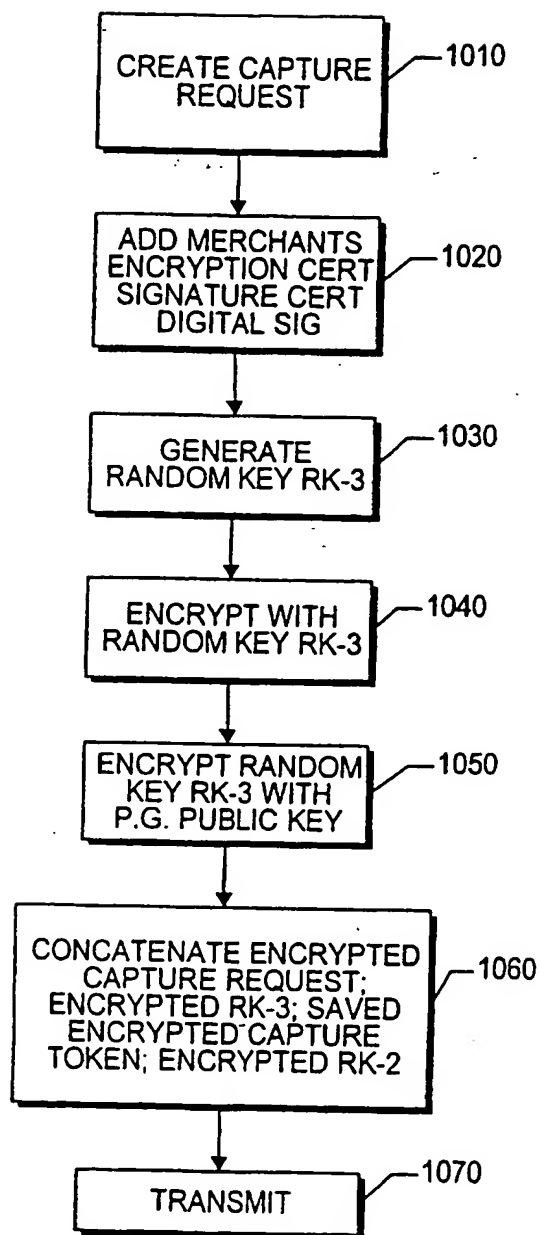 CREATE CAPTURE
REQUEST
1010
ADD MERCHANTS
ENCRYPTION CERT
SIGNATURE CERT
DIGITAL SIG
1020
GENERATE
RANDOM KEY RK-3
1030
ENCRYPT WITH
RANDOM KEY RK-3
1040
ENCRYPT RANDOM
KEY RK-3 WITH
P.G. PUBLIC KEY
1050
CONCATENATE ENCRYPTED
CAPTURE REQUEST;
ENCRYPTED RK-3; SAVED
ENCRYPTED CAPTURE
TOKEN; ENCRYPTED RK-2
1060
TRANSMIT
1070